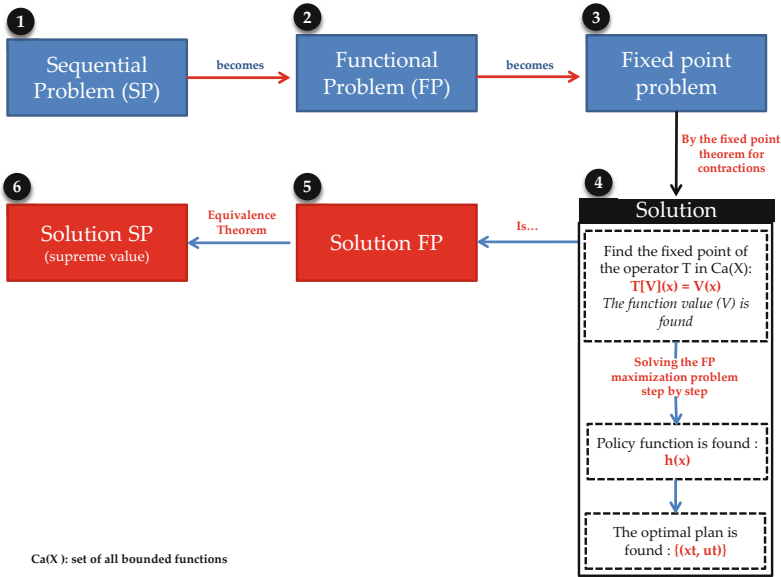 1
Sequential
Problem (SP)
becomes
2
Functional
Problem (FP)
becomes
3
Fixed point
problem
By the fixed point
theorem for
contractions
4
Solution
Find the fixed point of
the operator T in Ca(X):
T[V](x) = V(x)
The function value (V) is
found
Solving the FP
maximization problem
step by step
Policy function is found :
h(x)
The optimal plan is
found : {(xt, ut)}
Is...
5
Solution FP
Equivalence
Theorem
6
Solution SP
(supreme value)
Ca(X ): set of all bounded functions